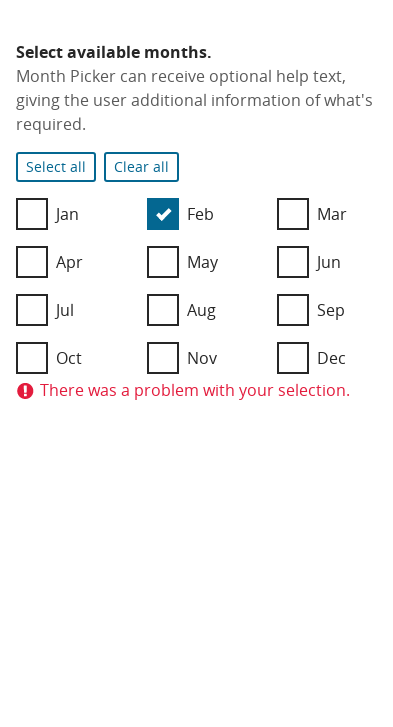 Select available months.
Month Picker can receive optional help text,
giving the user additional information of what's
required.
Select all Clear all
Jan Feb Mar
Apr May Jun
Jul Aug Sep
Oct Nov Dec
There was a problem with your selection.